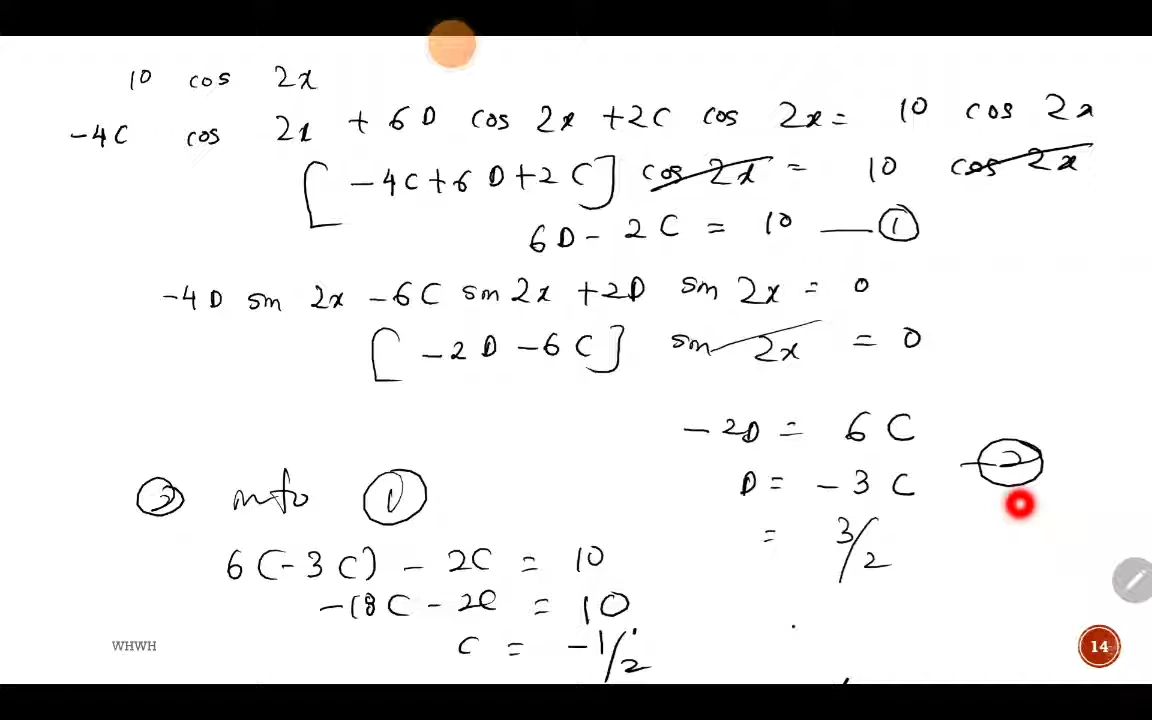 10 cos 2x
-4C cos 2x + 6D cos 2x + 2C cos 2x = 10 cos 2x
[-4C + 6D + 2C] cos 2x = 10 cos 2x
6D - 2C = 10 — ①
-4D sin 2x - 6C sin 2x + 2D sin 2x = 0
[-2D - 6C] sin 2x = 0
-2D = 6C
D = -3C — ②
= 3/2
② into ①
6(-3C) - 2C = 10
-18C - 2C = 10
C = -1/2
WHWH
14